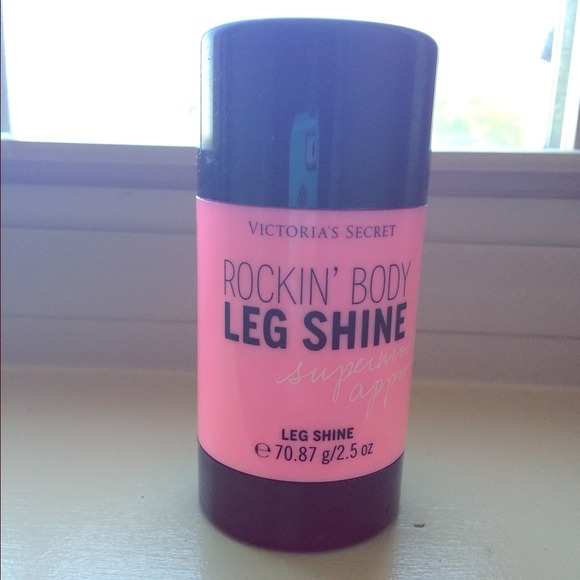 VICTORIA'S SECRET
ROCKIN' BODY
LEG SHINE
LEG SHINE
℮ 70.87 g/2.5 oz